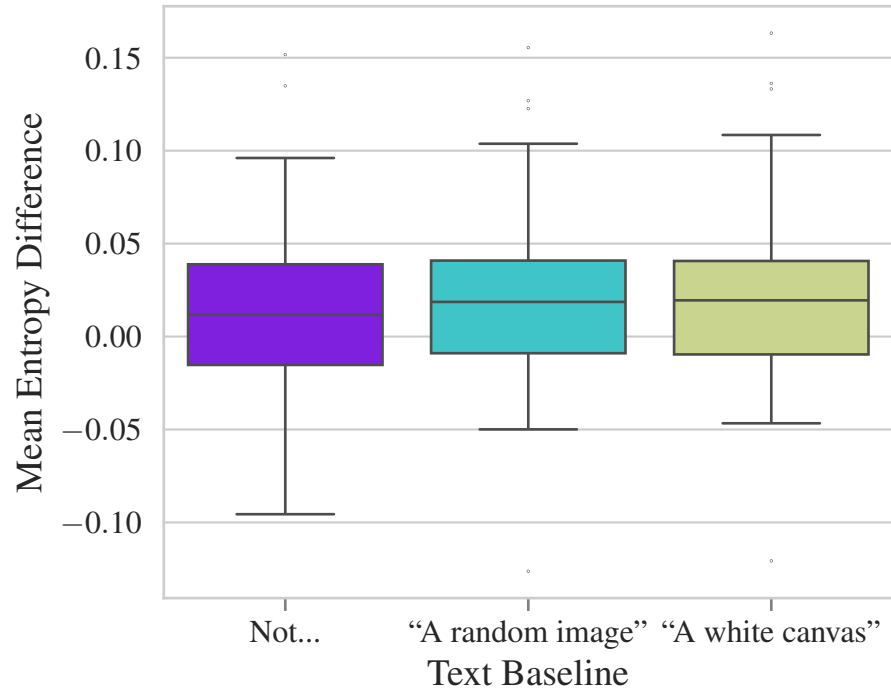 Mean Entropy Difference
0.15
0.10
0.05
0.00
−0.05
−0.10
Not...
“A random image”
“A white canvas”
Text Baseline